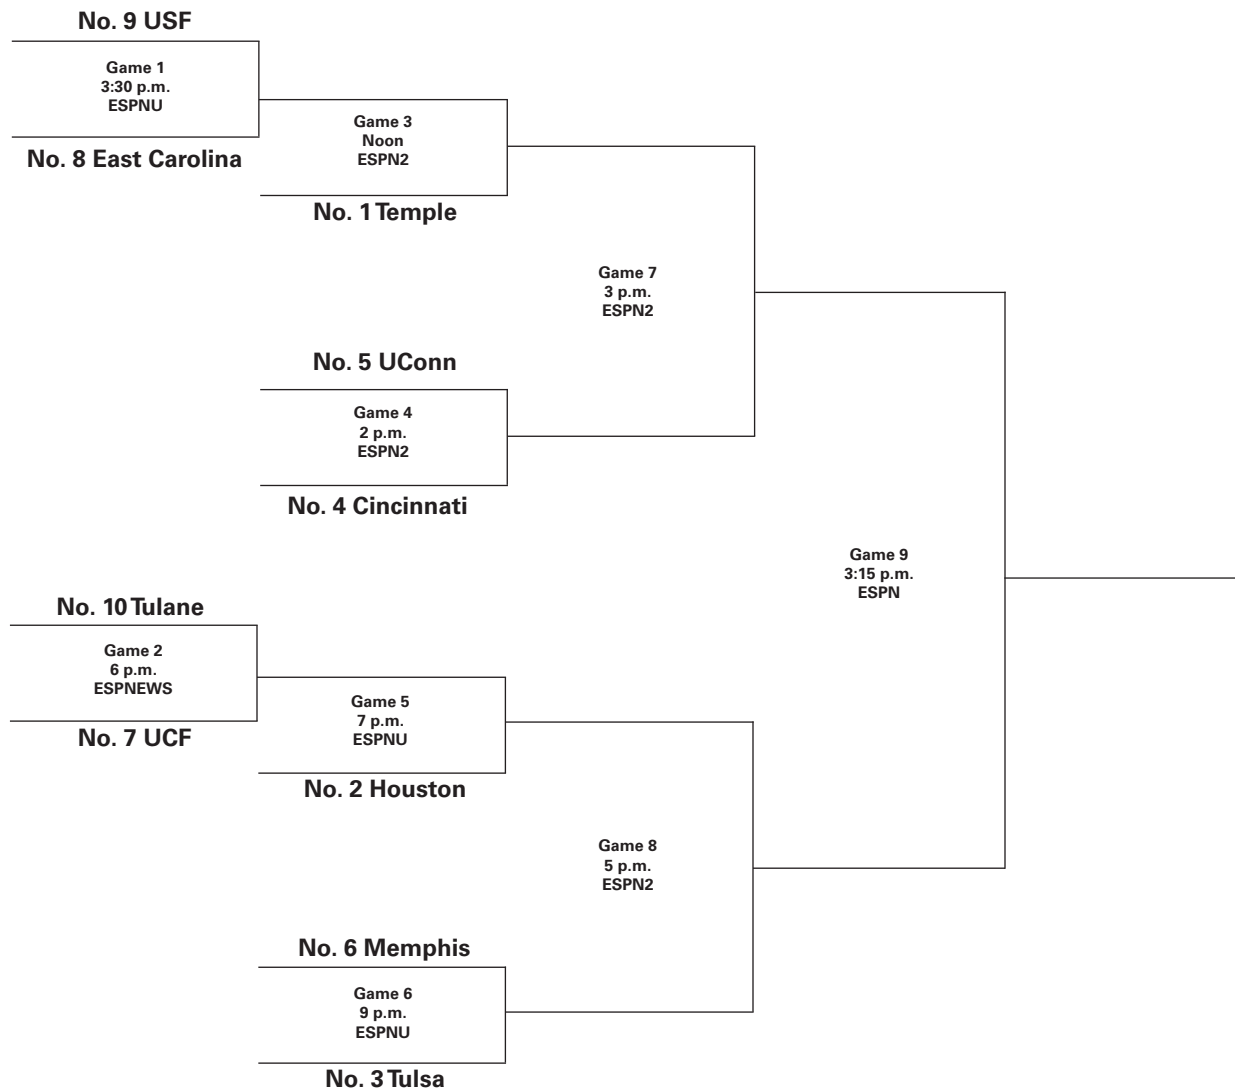 No. 9 USF
Game 1
3:30 p.m.
ESPNU
No. 8 East Carolina
Game 3
Noon
ESPN2
No. 1 Temple
Game 7
3 p.m.
ESPN2
No. 5 UConn
Game 4
2 p.m.
ESPN2
No. 4 Cincinnati
Game 9
3:15 p.m.
ESPN
No. 10 Tulane
Game 2
6 p.m.
ESPNEWS
No. 7 UCF
Game 5
7 p.m.
ESPNU
No. 2 Houston
Game 8
5 p.m.
ESPN2
No. 6 Memphis
Game 6
9 p.m.
ESPNU
No. 3 Tulsa